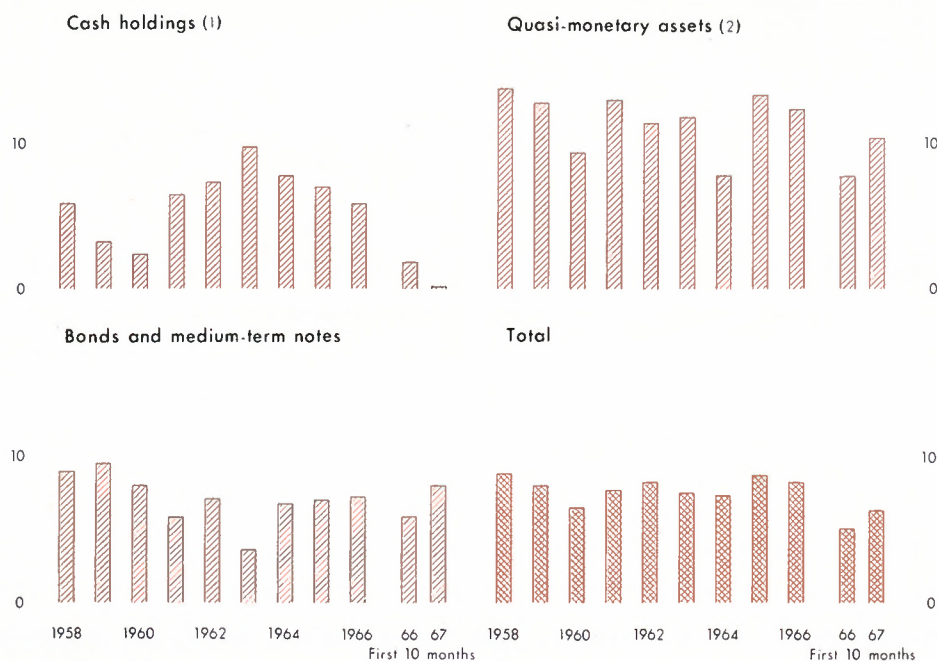 Cash holdings (1)
Quasi-monetary assets (2)
10
10
0
0
Bonds and medium-term notes
Total
10
10
0
0
1958 1960 1962 1964 1966 66 67
First 10 months
1958 1960 1962 1964 1966 66 67
First 10 months